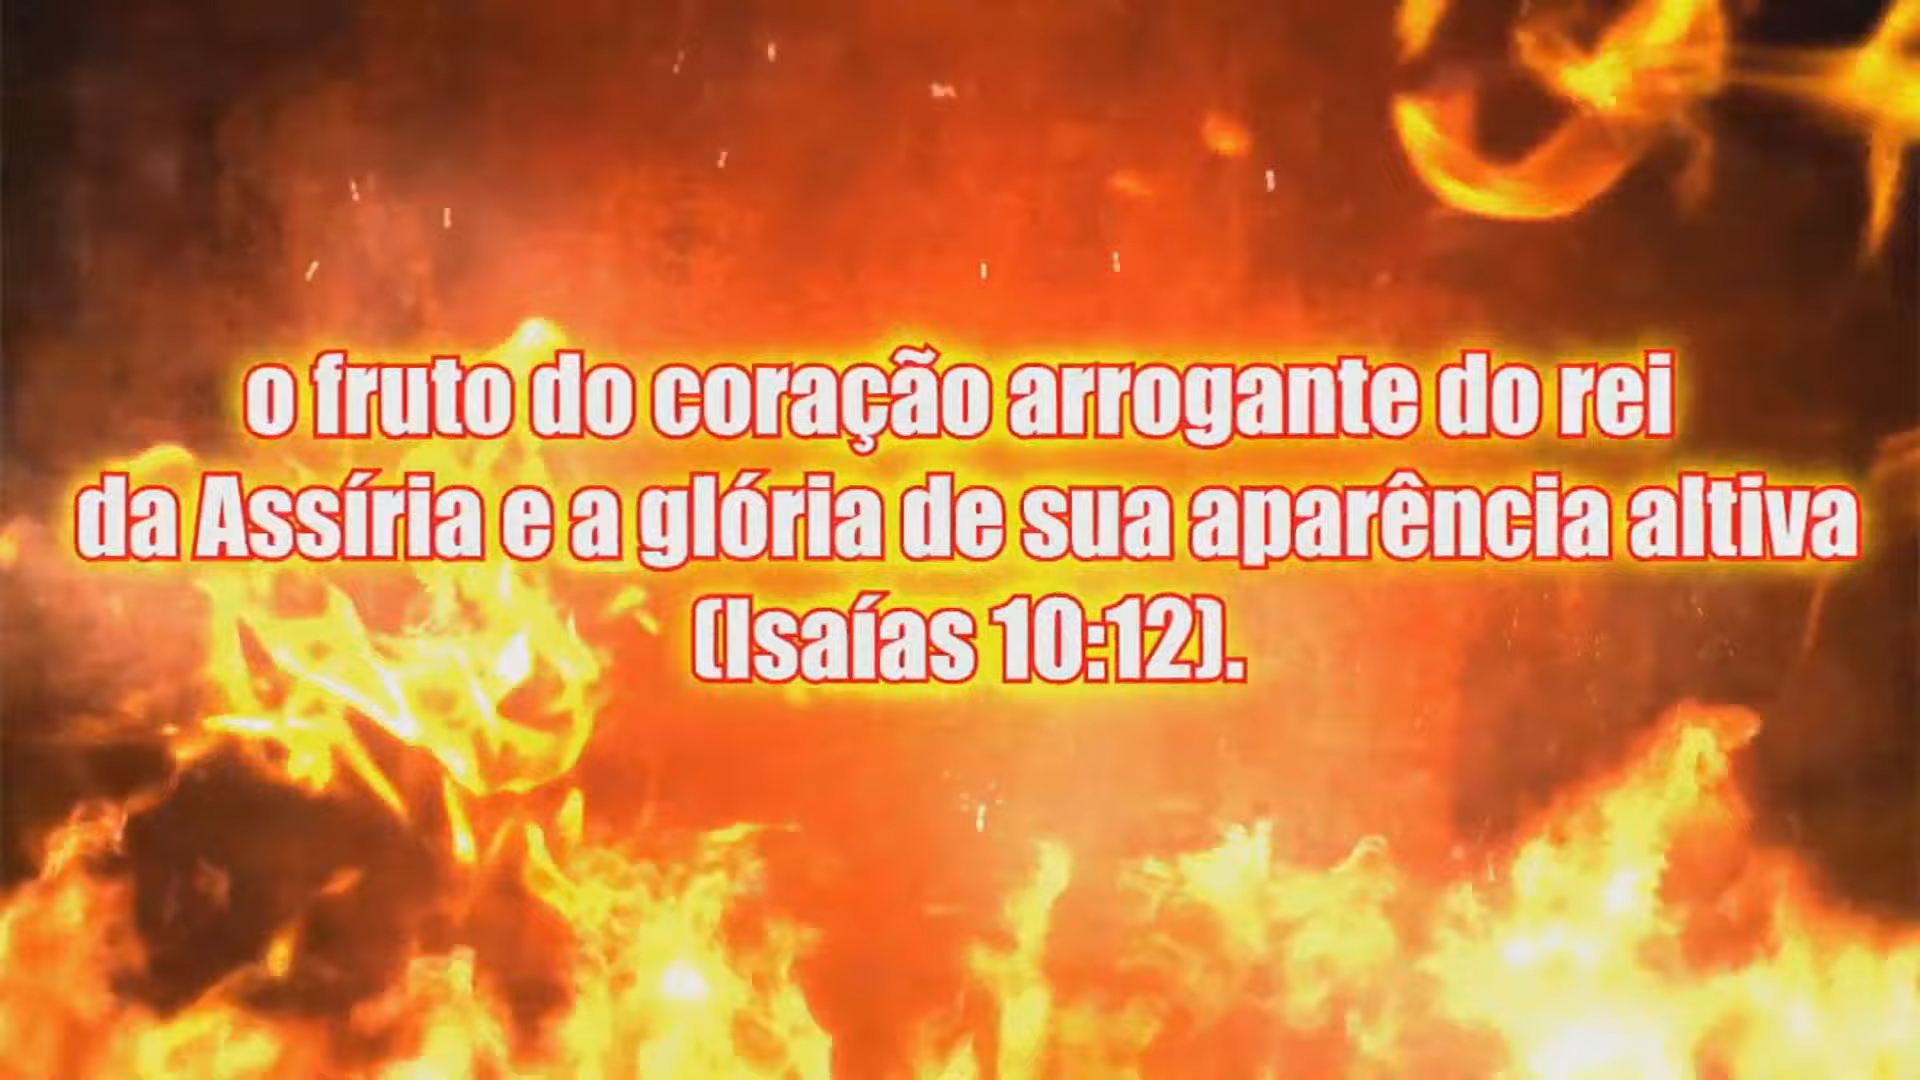 o fruto do coração arrogante do rei
da Assíria e a glória de sua aparência altiva
(Isaías 10:12).